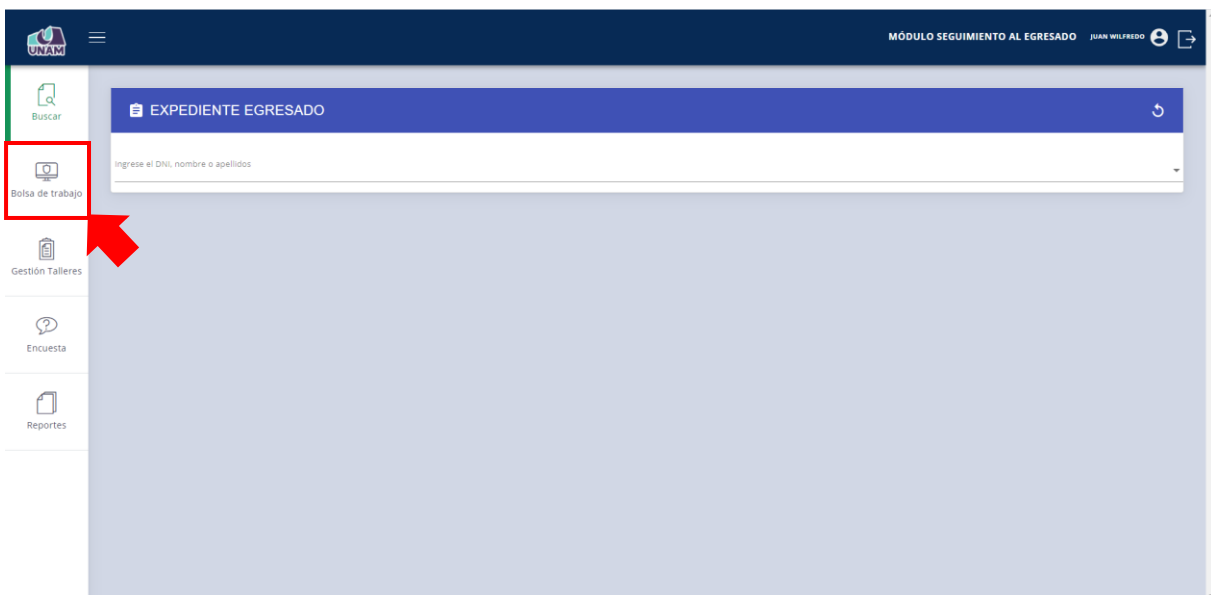 UNAM
MÓDULO SEGUIMIENTO AL EGRESADO JUAN WILFREDO
Buscar
EXPEDIENTE EGRESADO
Ingrese el DNI, nombre o apellidos
Bolsa de trabajo
Gestión Talleres
Encuesta
Reportes